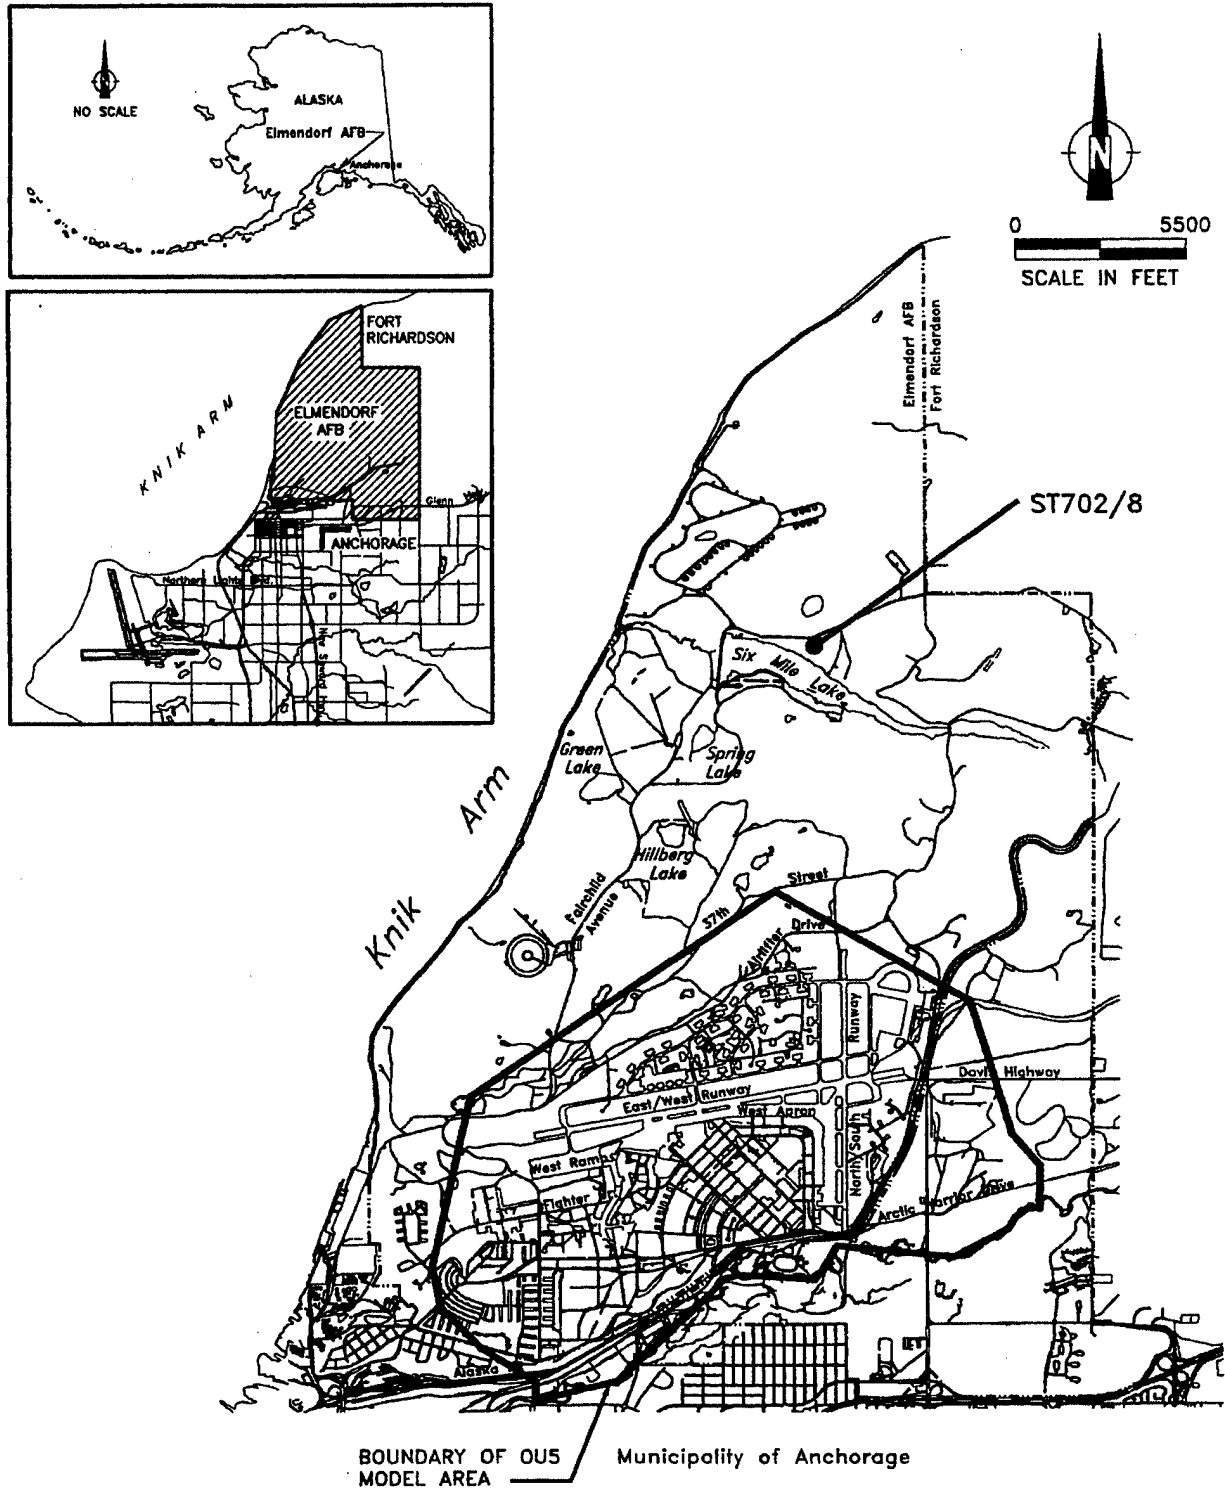 NO SCALE
ALASKA
Elmendorf AFB
Anchorage
N
0 5500
SCALE IN FEET
FORT
RICHARDSON
ELMENDORF
AFB
KNIK ARM
Glenn Hwy
ANCHORAGE
Northern Lights Blvd.
Elmendorf AFB
Fort Richardson
ST702/8
Six Mile Lake
Green
Lake
Spring
Lake
Knik Arm
Hillberg
Lake
Fairchild
Avenue
37th Street
Airlifter Drive
North/South Runway
Davis Highway
East/West Runway
West Apron
West Ramp
Fighter Dr
Arctic Warrior Drive
Alaska
BOUNDARY OF OU5
MODEL AREA
Municipality of Anchorage